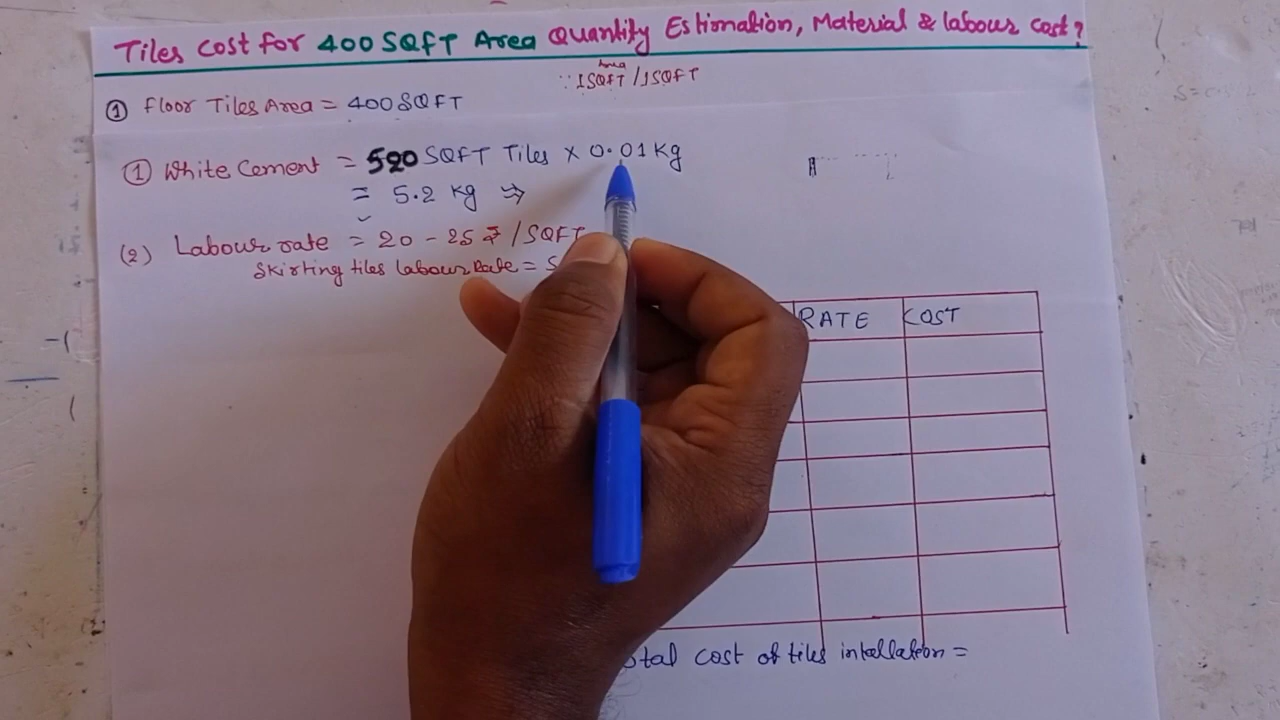 Tiles Cost for 400 SQFT Area Quantity Estimation, Material & labour cost?
Area
∵ 1SQFT / 1SQFT
① Floor Tiles Area = 400 SQFT
① White Cement = 520 SQFT Tiles × 0.01 Kg
= 5.2 kg ⇒
(2) Labour rate = 20 - 25 ₹ / SQFT
Skirting tiles labour Rate =
RATE COST
cost of tiles intallation =